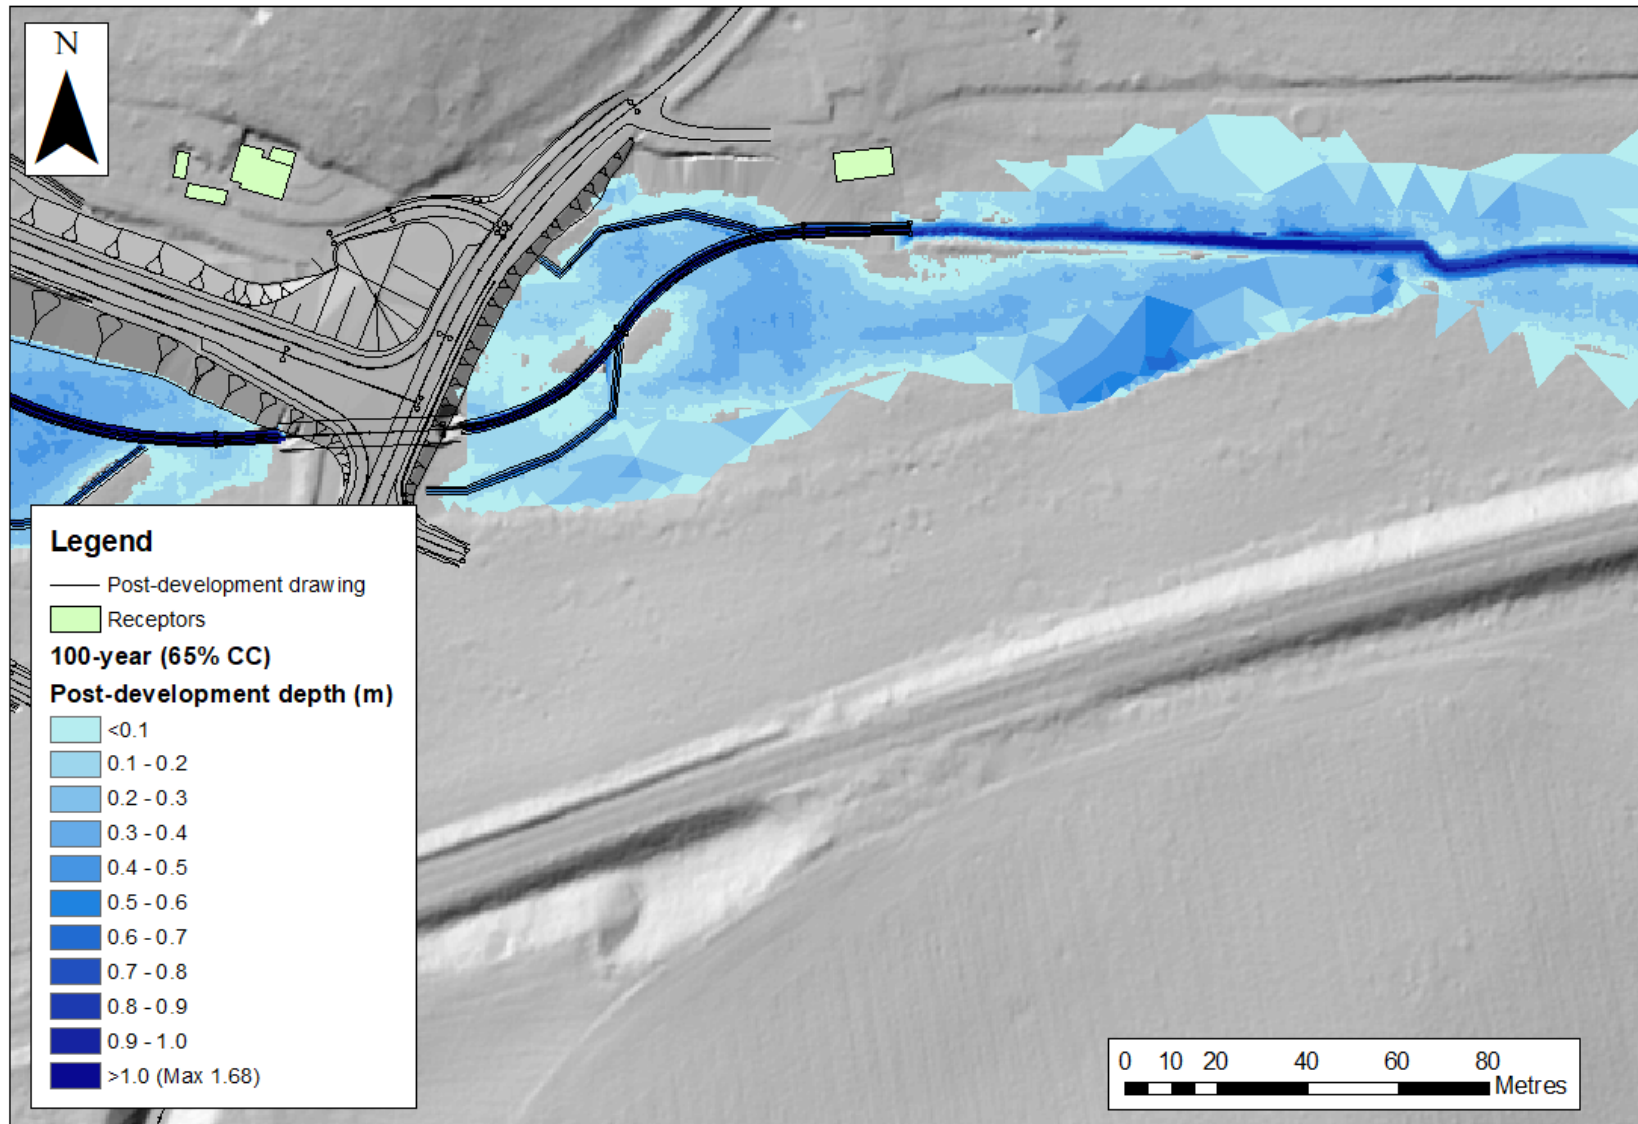 N
Legend
Post-development drawing
Receptors
100-year (65% CC)
Post-development depth (m)
<0.1
0.1 - 0.2
0.2 - 0.3
0.3 - 0.4
0.4 - 0.5
0.5 - 0.6
0.6 - 0.7
0.7 - 0.8
0.8 - 0.9
0.9 - 1.0
>1.0 (Max 1.68)
0 10 20 40 60 80
Metres